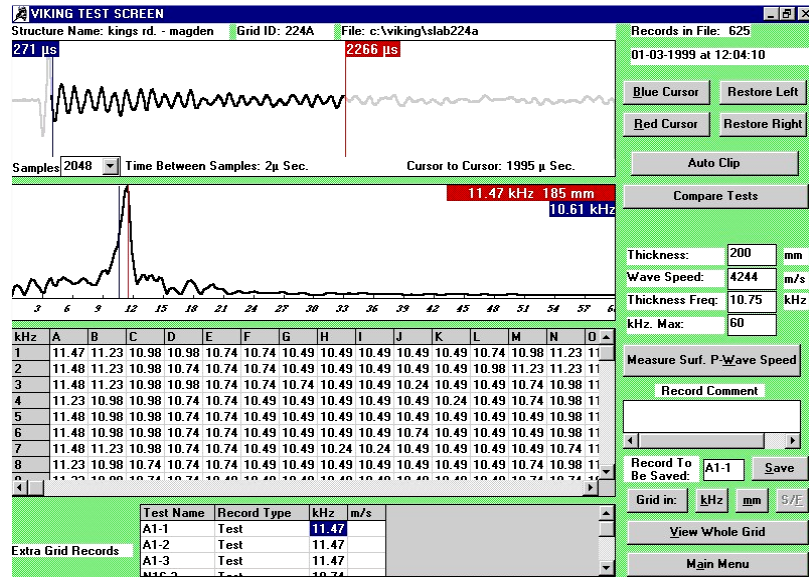 VIKING TEST SCREEN
Structure Name: kings rd. - magden Grid ID: 224A File: c:\viking\slab224a Records in File: 625
271 µs 2266 µs
01-03-1999 at 12:04:10
Blue Cursor Restore Left
Red Cursor Restore Right
Samples 2048 Time Between Samples: 2µ Sec. Cursor to Cursor: 1995 µ Sec.
Auto Clip
Compare Tests
11.47 kHz 185 mm
10.61 kHz
3 6 9 12 15 18 21 24 27 30 33 36 39 42 45 48 51 54 57
Thickness: 200 mm
Wave Speed: 4244 m/s
Thickness Freq: 10.75 kHz
kHz. Max: 60
Measure Surf. P-Wave Speed
Record Comment
kHz A B C D E F G H I J K L M N O
1 11.47 11.23 10.98 10.98 10.74 10.74 10.49 10.49 10.49 10.49 10.49 10.74 10.98 11.23 11
2 11.48 11.23 10.98 10.98 10.74 10.74 10.49 10.49 10.49 10.49 10.49 10.98 11.23 11.23 11
3 11.48 11.23 10.98 10.98 10.74 10.74 10.49 10.49 10.24 10.49 10.49 10.74 10.98 11
4 11.23 10.98 10.98 10.74 10.74 10.49 10.49 10.49 10.49 10.24 10.49 10.74 10.98
5 11.48 10.98 10.98 10.74 10.74 10.49 10.49 10.49 10.49 10.49 10.49 10.49 10.98 11
6 11.48 10.98 10.98 10.74 10.74 10.49 10.49 10.49 10.74 10.49 10.49 10.49 10.98 11
7 11.48 11.23 10.98 10.74 10.49 10.49 10.24 10.24 10.49 10.49 10.49 10.49 10.74 11
8 11.23 10.98 10.74 10.74 10.49 10.49 10.49 10.49 10.49 10.49 10.74 10.74 10.98 11
Record To Be Saved: A1-1 Save
Grid in: kHz mm S/F
View Whole Grid
Main Menu
Test Name Record Type kHz m/s
A1-1 Test 11.47
A1-2 Test 11.47
A1-3 Test 11.47
N16-2 Test 10.74
Extra Grid Records